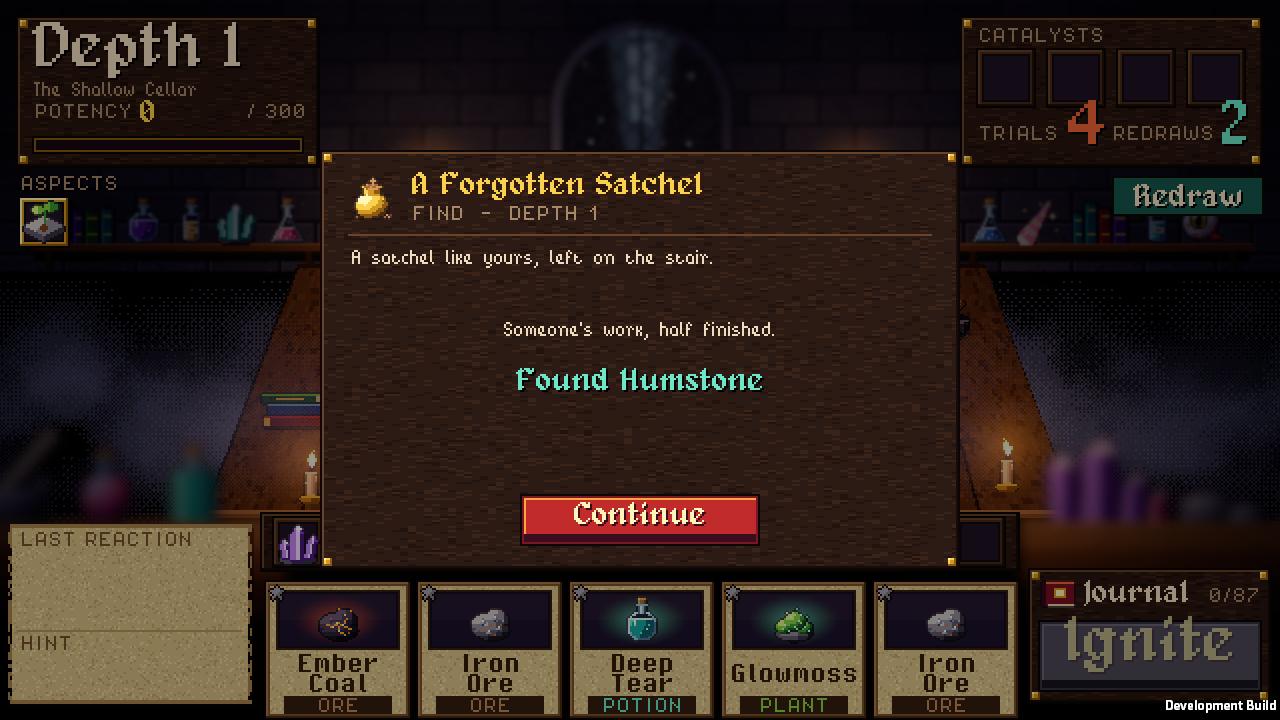 Depth 1
The Shallow Cellar
POTENCY 0 / 300
ASPECTS
CATALYSTS
TRIALS 4 REDRAWS 2
Redraw
A Forgotten Satchel
FIND - DEPTH 1
A satchel like yours, left on the stair.
Someone's work, half finished.
Found Humstone
Continue
LAST REACTION
HINT
Ember
Coal
ORE
Iron
Ore
ORE
Deep
Tear
POTION
Glowmoss
PLANT
Iron
Ore
ORE
Journal 0/87
Ignite
Development Build